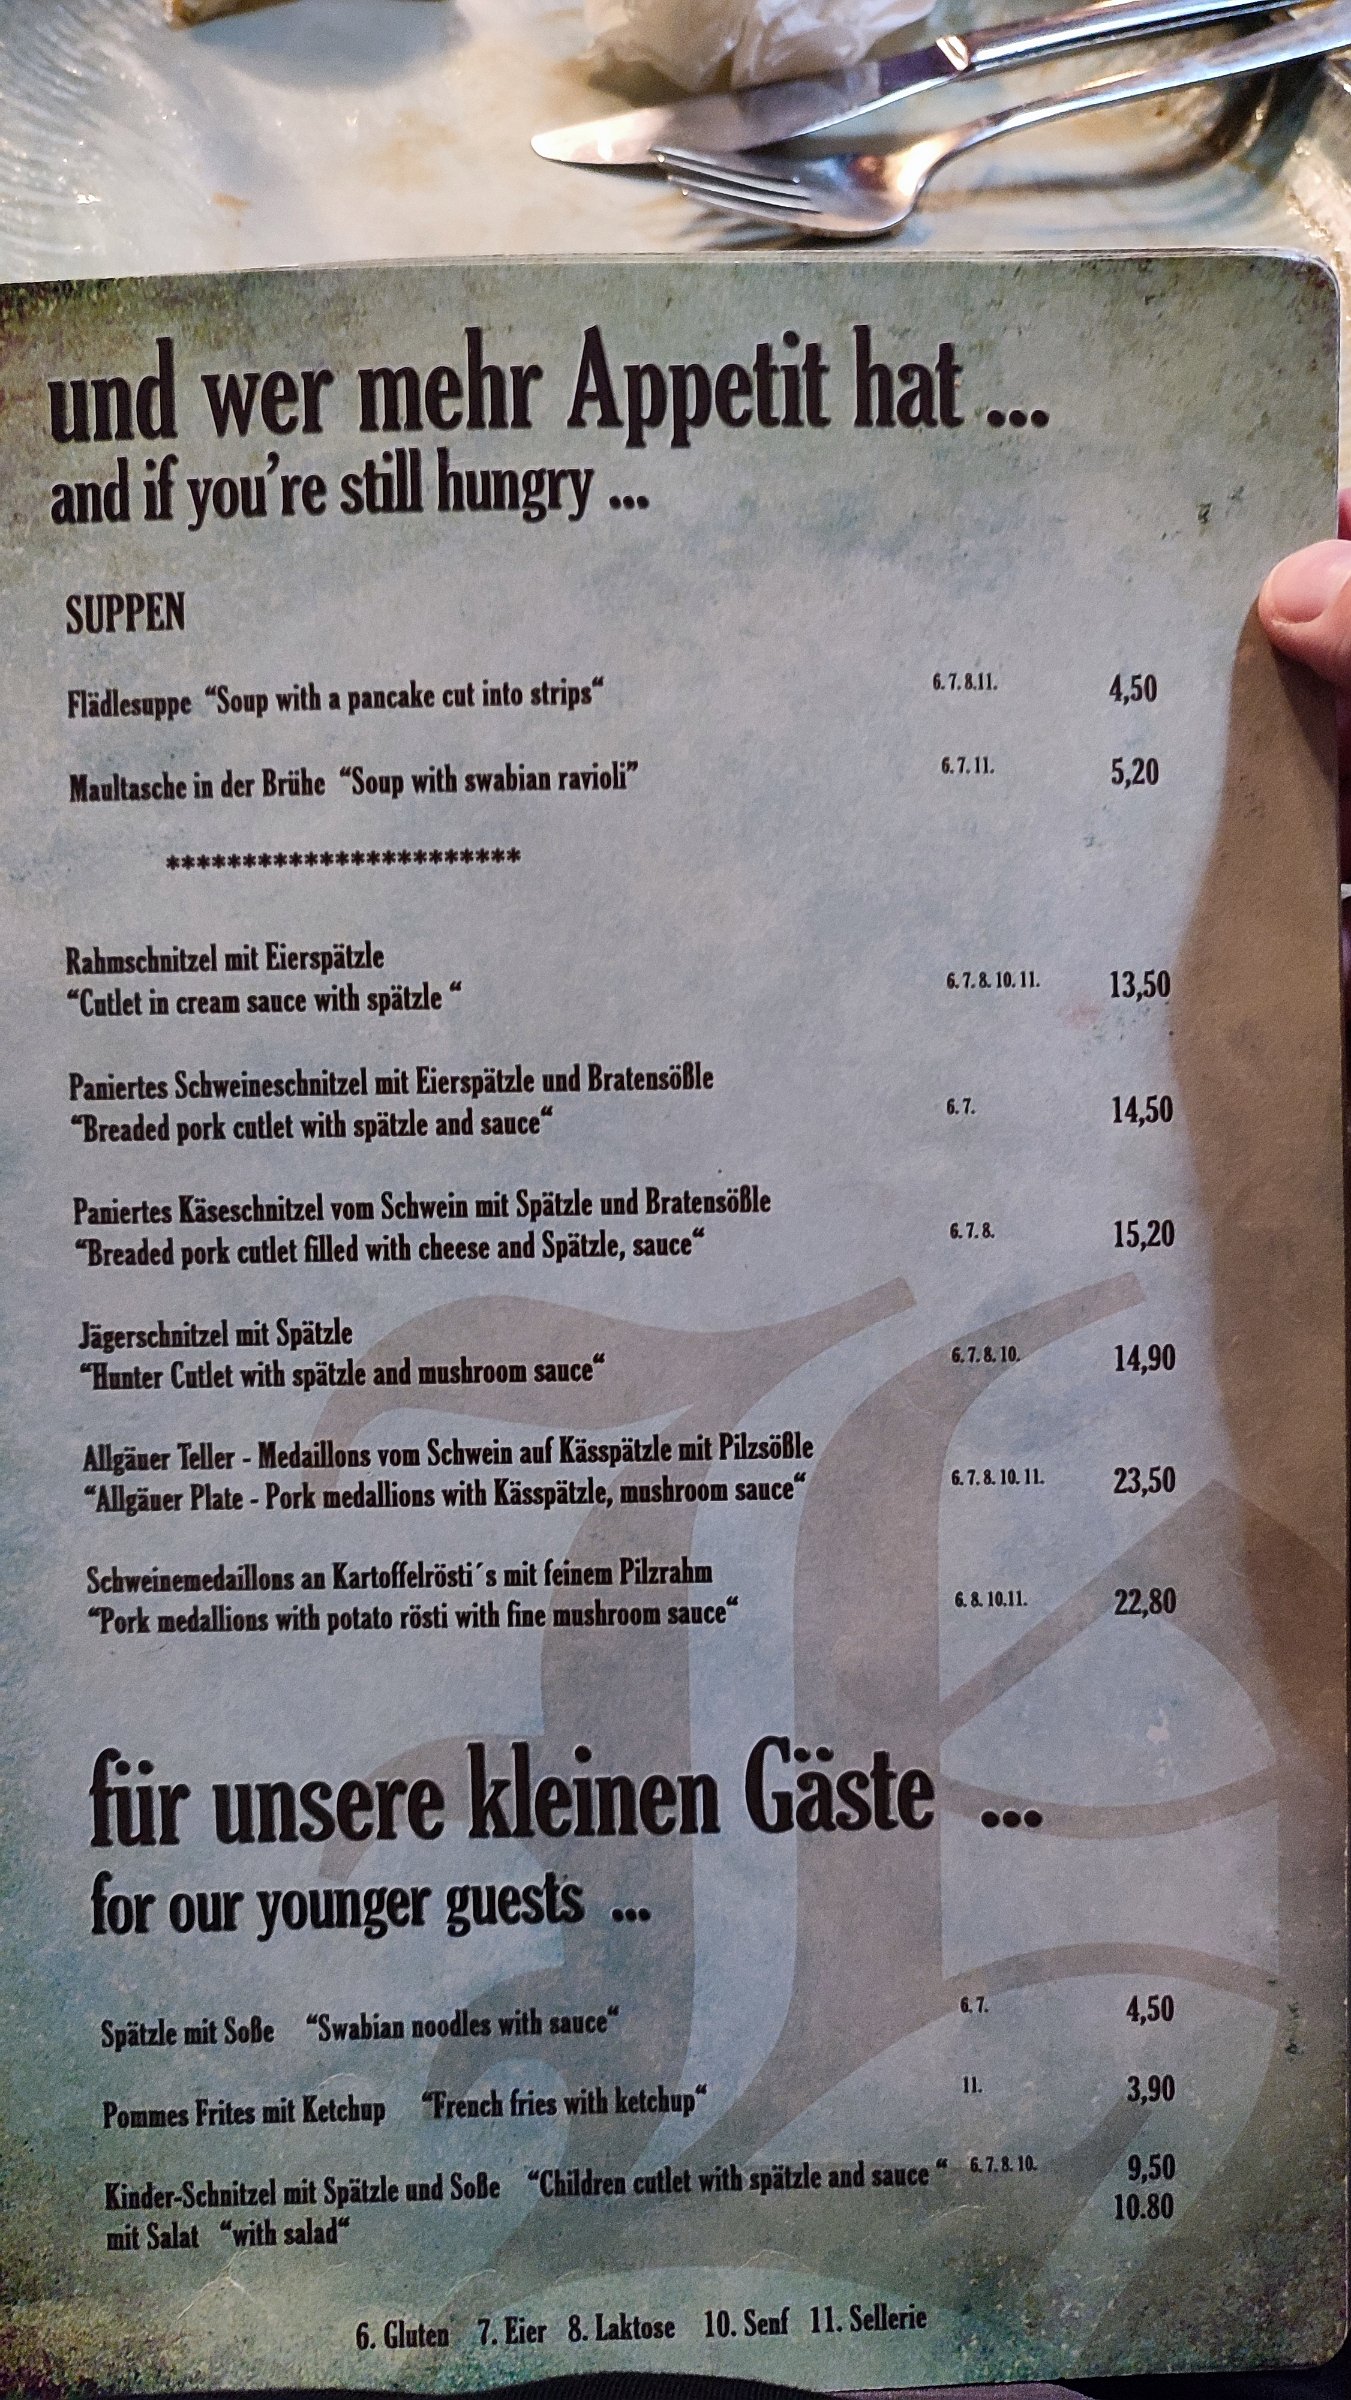 und wer mehr Appetit hat ...
and if you're still hungry ...
SUPPEN
Flädlesuppe “Soup with a pancake cut into strips“ 6. 7. 8.11. 4,50
Maultasche in der Brühe “Soup with swabian ravioli” 6. 7. 11. 5,20
***********************
Rahmschnitzel mit Eierspätzle
“Cutlet in cream sauce with spätzle “ 6. 7. 8. 10. 11. 13,50
Paniertes Schweineschnitzel mit Eierspätzle und Bratensößle
“Breaded pork cutlet with spätzle and sauce“ 6. 7. 14,50
Paniertes Käseschnitzel vom Schwein mit Spätzle und Bratensößle
“Breaded pork cutlet filled with cheese and Spätzle, sauce“ 6. 7. 8. 15,20
Jägerschnitzel mit Spätzle
“Hunter Cutlet with spätzle and mushroom sauce“ 6. 7. 8. 10. 14,90
Allgäuer Teller - Medaillons vom Schwein auf Kässpätzle mit Pilzsößle
“Allgäuer Plate - Pork medallions with Kässpätzle, mushroom sauce“ 6. 7. 8. 10. 11. 23,50
Schweinemedaillons an Kartoffelrösti´s mit feinem Pilzrahm
“Pork medallions with potato rösti with fine mushroom sauce“ 6. 8. 10.11. 22,80
für unsere kleinen Gäste ...
for our younger guests ...
Spätzle mit Soße “Swabian noodles with sauce“ 6. 7. 4,50
Pommes Frites mit Ketchup “French fries with ketchup“ 11. 3,90
Kinder-Schnitzel mit Spätzle und Soße “Children cutlet with spätzle and sauce “ 6. 7. 8. 10. 9,50
mit Salat “with salad“ 10.80
6. Gluten 7. Eier 8. Laktose 10. Senf 11. Sellerie